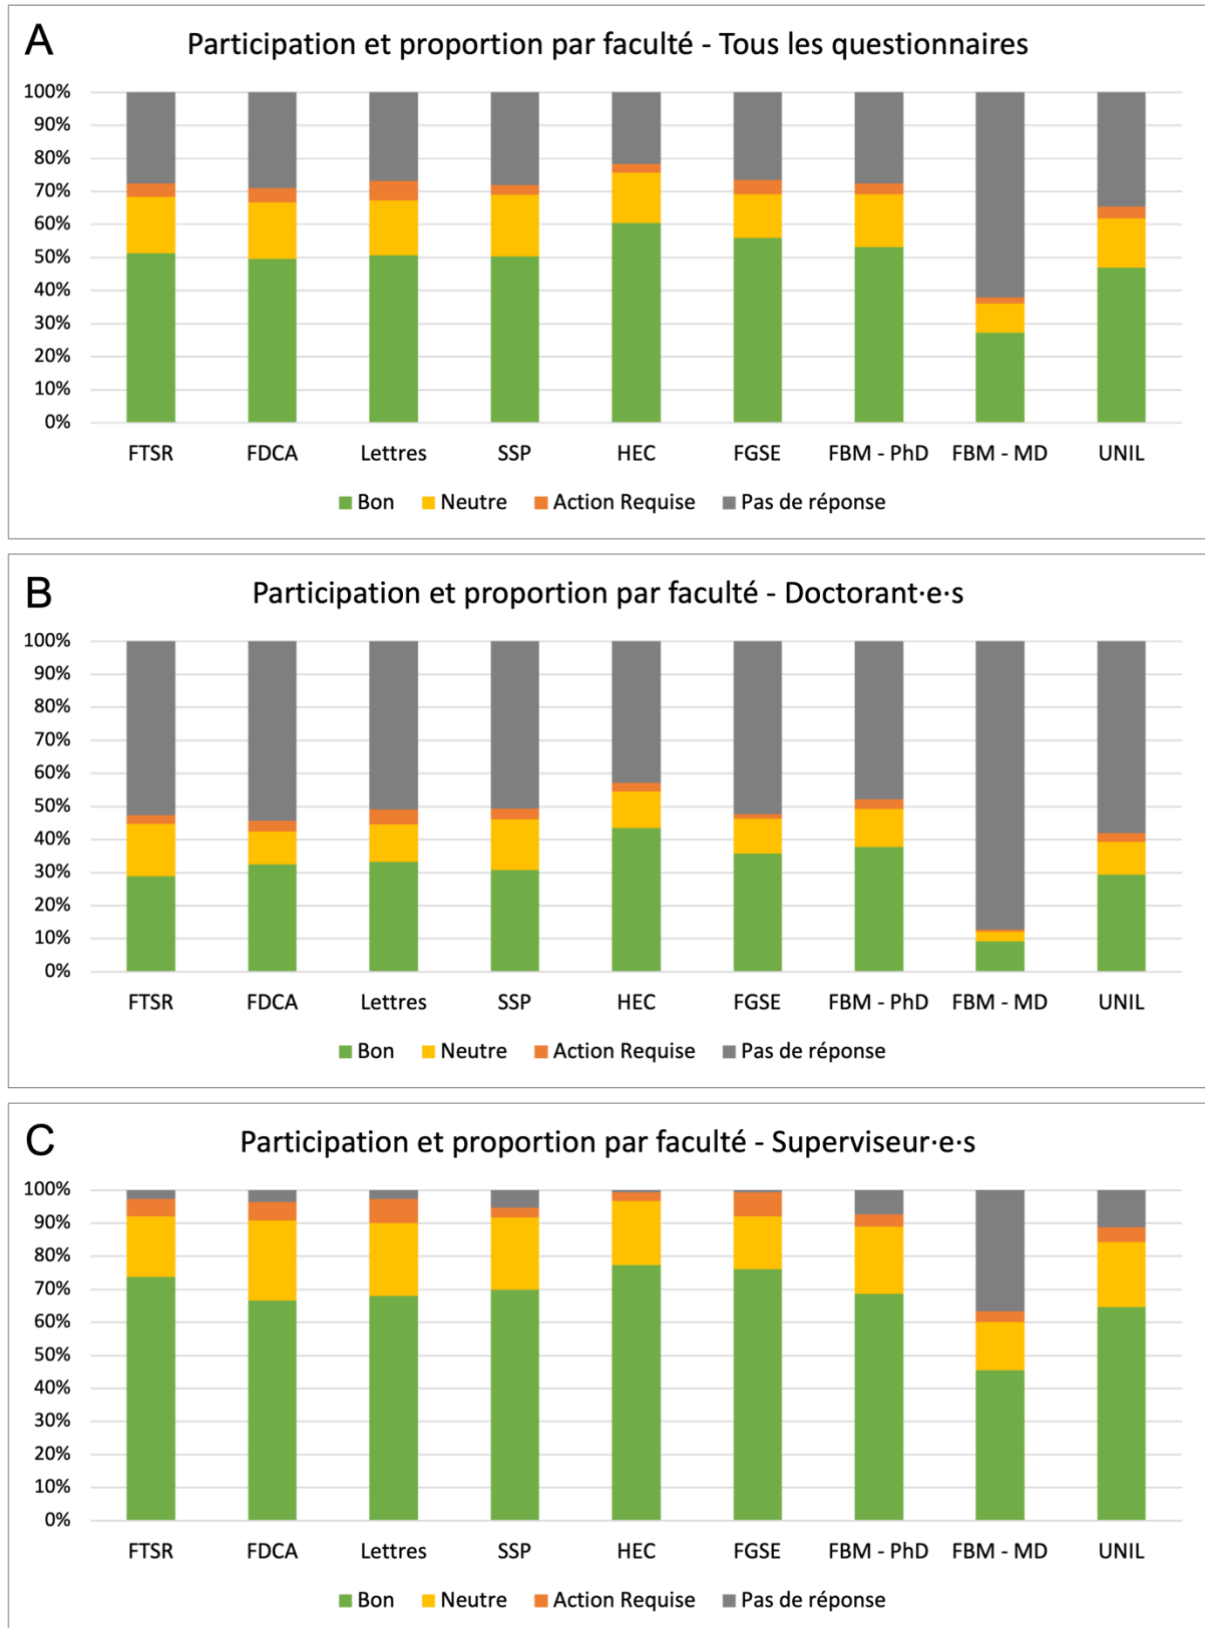 A
Participation et proportion par faculté - Tous les questionnaires
100%
90%
80%
70%
60%
50%
40%
30%
20%
10%
0%
FTSR FDCA Lettres SSP HEC FGSE FBM - PhD FBM - MD UNIL
Bon Neutre Action Requise Pas de réponse
B
Participation et proportion par faculté - Doctorant·e·s
100%
90%
80%
70%
60%
50%
40%
30%
20%
10%
0%
FTSR FDCA Lettres SSP HEC FGSE FBM - PhD FBM - MD UNIL
Bon Neutre Action Requise Pas de réponse
C
Participation et proportion par faculté - Superviseur·e·s
100%
90%
80%
70%
60%
50%
40%
30%
20%
10%
0%
FTSR FDCA Lettres SSP HEC FGSE FBM - PhD FBM - MD UNIL
Bon Neutre Action Requise Pas de réponse